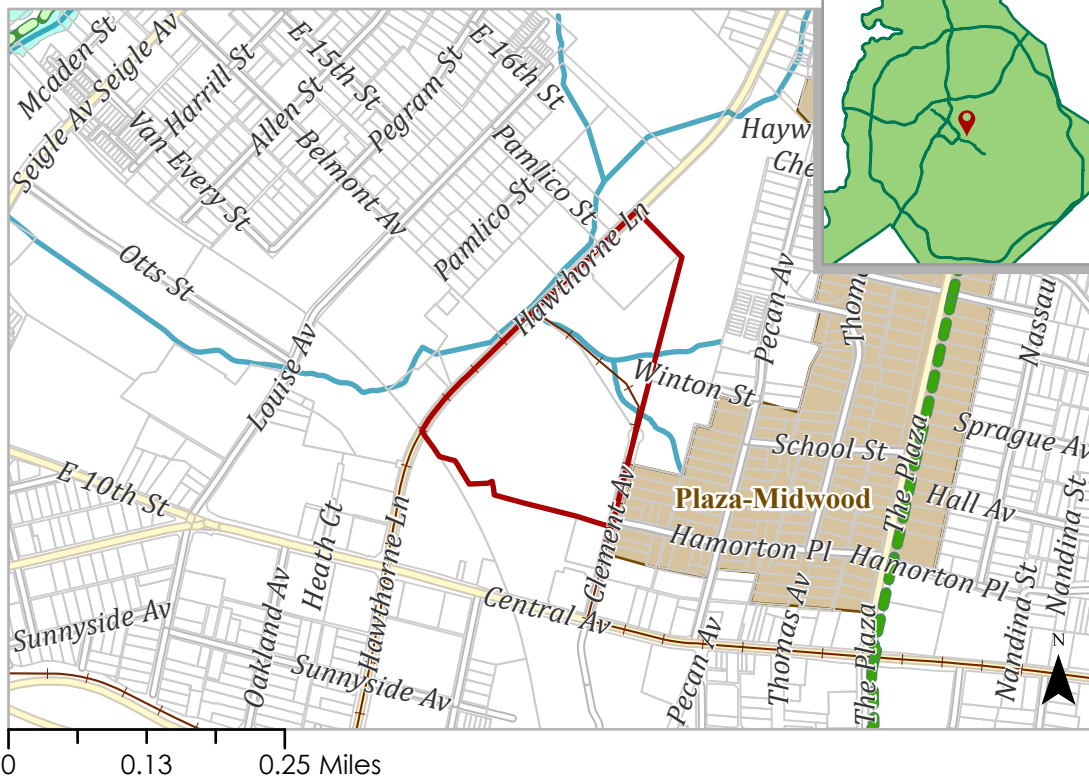 Mcaden St
Seigle Av
Seigle Av
Harrill St
Van Every St
Allen St
E 15th St
Belmont Av
Pegram St
E 16th St
Pamlico St
Pamlico St
Hayw
Che
Otts St
Hawthorne Ln
Louise Av
Pecan Av
Thoma
Nassau
Winton St
School St
Sprague Av
The Plaza
Plaza-Midwood
Hall Av
E 10th St
Hamorton Pl
Hamorton Pl
Clement Av
Nandina St
Nandina St
Heath Ct
Hawthorne Ln
Oakland Av
Central Av
Sunnyside Av
Sunnyside Av
Pecan Av
Thomas Av
The Plaza
N
0 0.13 0.25 Miles